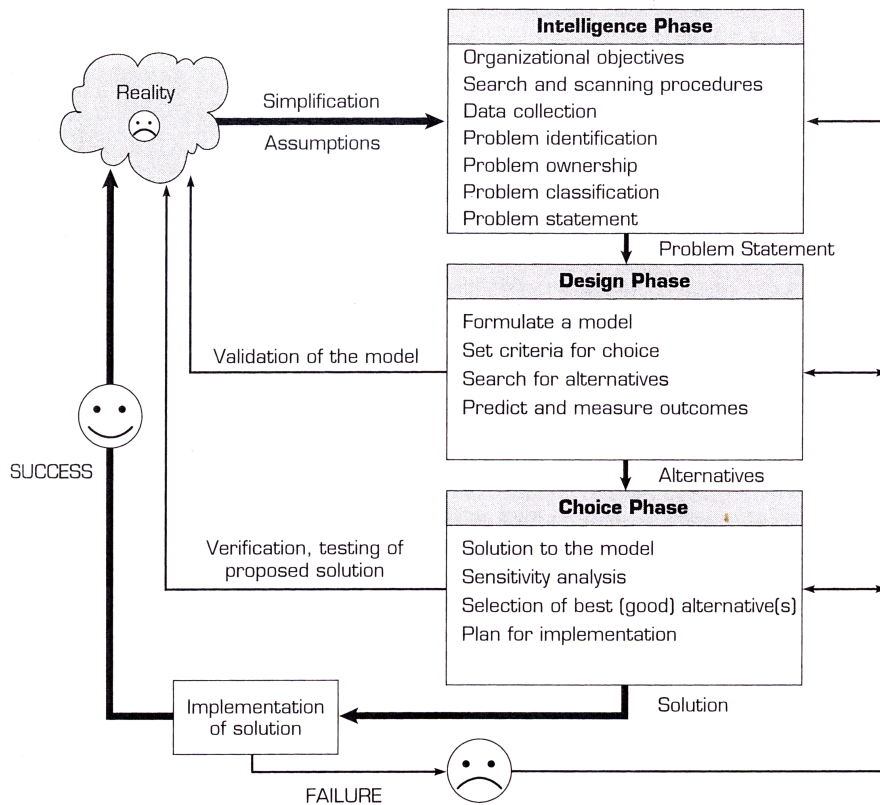 Intelligence Phase
Organizational objectives
Search and scanning procedures
Data collection
Problem identification
Problem ownership
Problem classification
Problem statement
Reality
Simplification
Assumptions
Problem Statement
Design Phase
Formulate a model
Set criteria for choice
Search for alternatives
Predict and measure outcomes
Validation of the model
SUCCESS
Alternatives
Choice Phase
Solution to the model
Sensitivity analysis
Selection of best (good) alternative(s)
Plan for implementation
Verification, testing of
proposed solution
Solution
Implementation
of solution
FAILURE